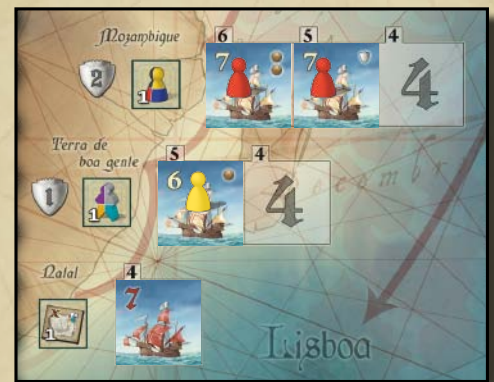 Mozambique
6 5 4
2 1 7 7 4
Terra de
boa gente
5 4
1 1 6 4
ecembr
Natal
4
1 7
Lisboa